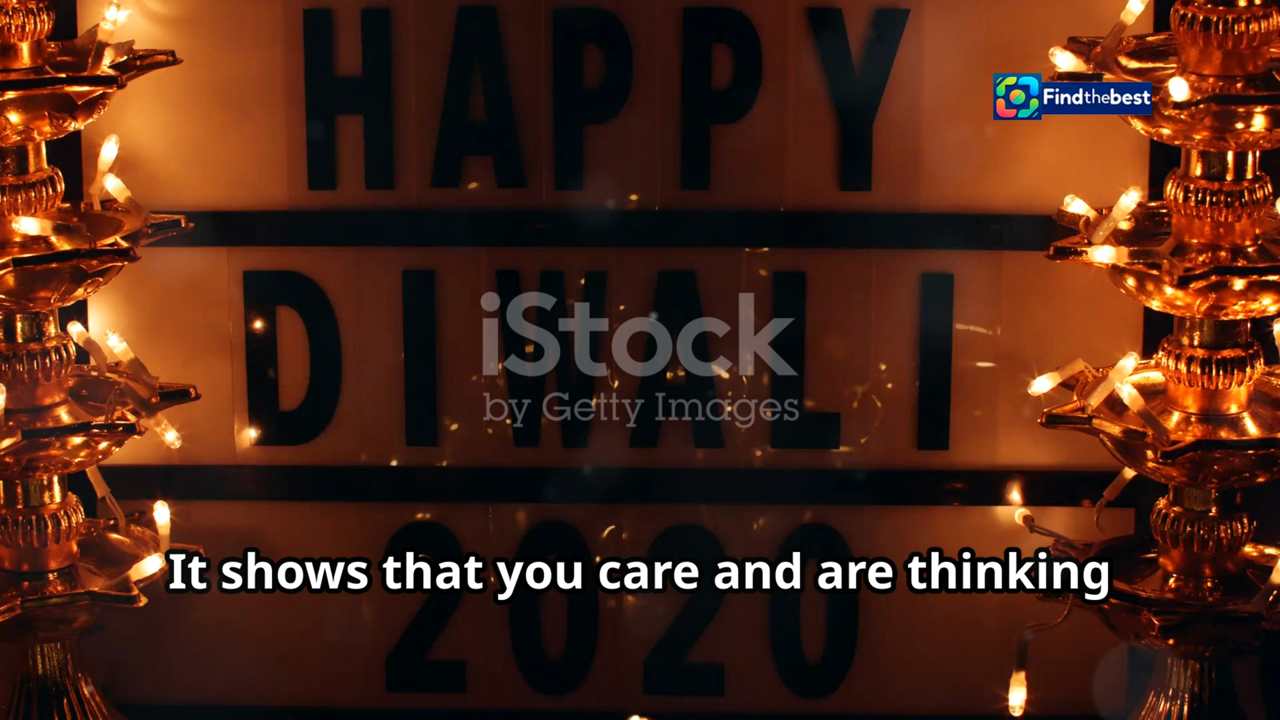 HAPPY
Findthebest
DIWALI
iStock
by Getty Images
It shows that you care and are thinking
2020